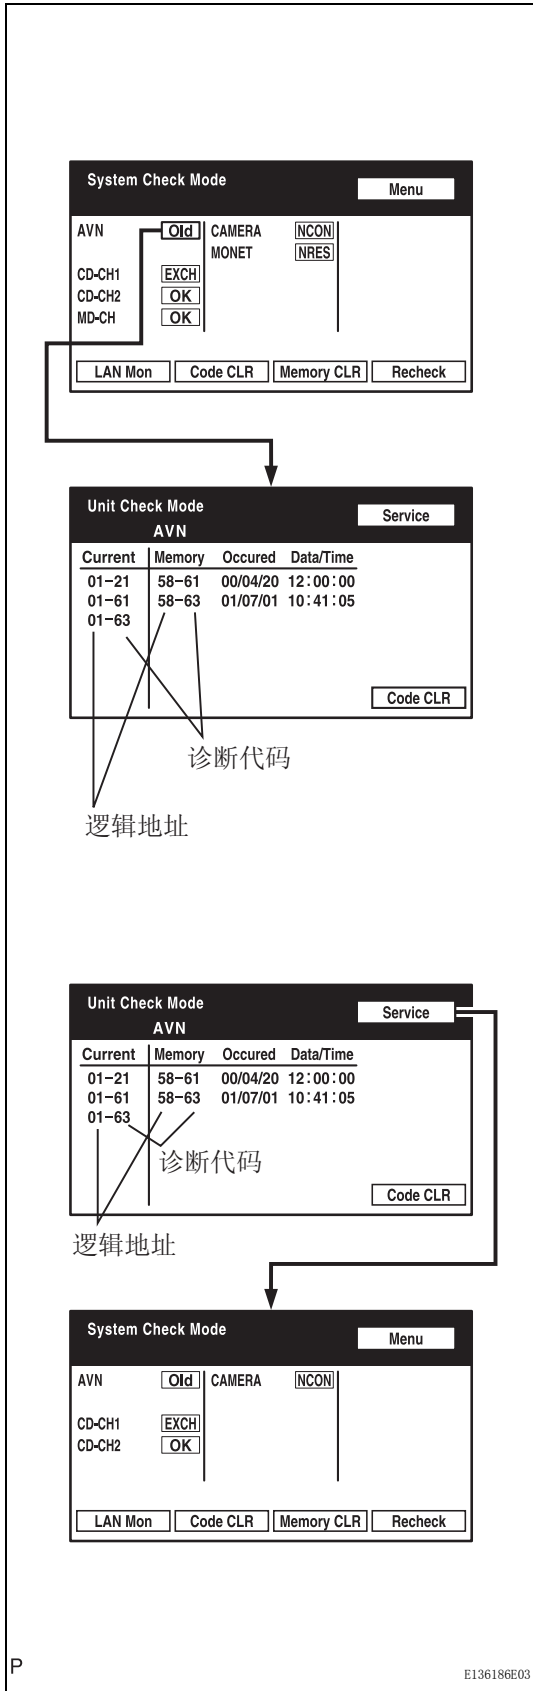 System Check Mode
Menu
AVN Old CAMERA NCON
MONET NRES
CD-CH1 EXCH
CD-CH2 OK
MD-CH OK
LAN Mon Code CLR Memory CLR Recheck
Unit Check Mode
Service
AVN
Current Memory Occured Data/Time
01-21 58-61 00/04/20 12:00:00
01-61 58-63 01/07/01 10:41:05
01-63
Code CLR
诊断代码
逻辑地址
Unit Check Mode
Service
AVN
Current Memory Occured Data/Time
01-21 58-61 00/04/20 12:00:00
01-61 58-63 01/07/01 10:41:05
01-63
诊断代码
Code CLR
逻辑地址
System Check Mode
Menu
AVN Old CAMERA NCON
CD-CH1 EXCH
CD-CH2 OK
LAN Mon Code CLR Memory CLR Recheck
P
E136186E03